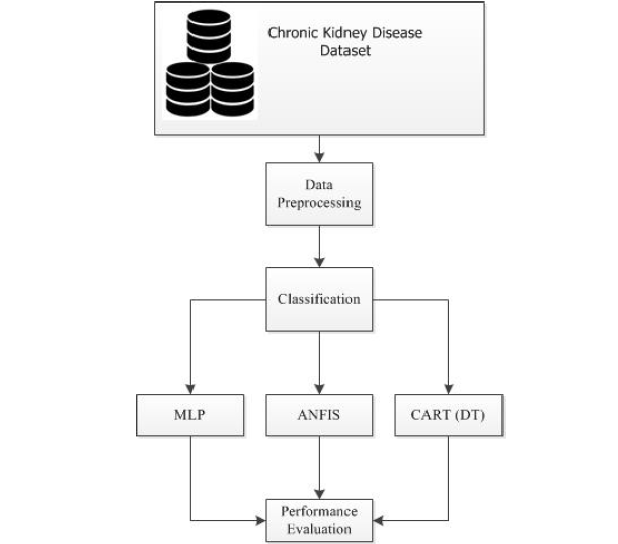 Chronic Kidney Disease
Dataset
Data
Preprocessing
Classification
MLP
ANFIS
CART (DT)
Performance
Evaluation